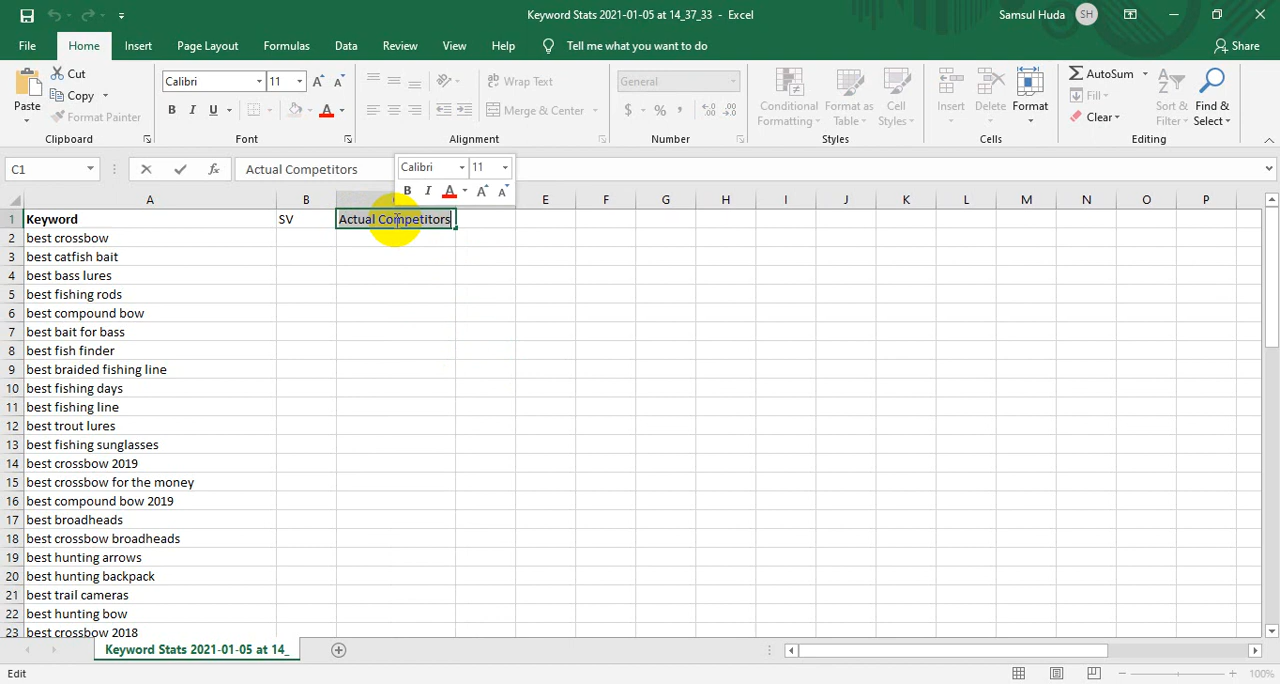 Keyword Stats 2021-01-05 at 14_37_33 - Excel
Samsul Huda SH
File Home Insert Page Layout Formulas Data Review View Help Tell me what you want to do Share
Paste
Cut
Copy
Format Painter
Clipboard
Calibri 11
A A
B I U A
Font
Wrap Text
Merge & Center
Alignment
General
$ % , .00 .0
Number
Conditional Formatting
Format as Table
Cell Styles
Styles
Insert
Delete
Format
Cells
AutoSum
Fill
Clear
Sort & Filter
Find & Select
Editing
C1 fx Actual Competitors
Calibri 11
B I A A A
A B C E F G H I J K L M N O P
1 Keyword SV Actual Competitors
2 best crossbow
3 best catfish bait
4 best bass lures
5 best fishing rods
6 best compound bow
7 best bait for bass
8 best fish finder
9 best braided fishing line
10 best fishing days
11 best fishing line
12 best trout lures
13 best fishing sunglasses
14 best crossbow 2019
15 best crossbow for the money
16 best compound bow 2019
17 best broadheads
18 best crossbow broadheads
19 best hunting arrows
20 best hunting backpack
21 best trail cameras
22 best hunting bow
23 best crossbow 2018
Keyword Stats 2021-01-05 at 14_
Edit 100%